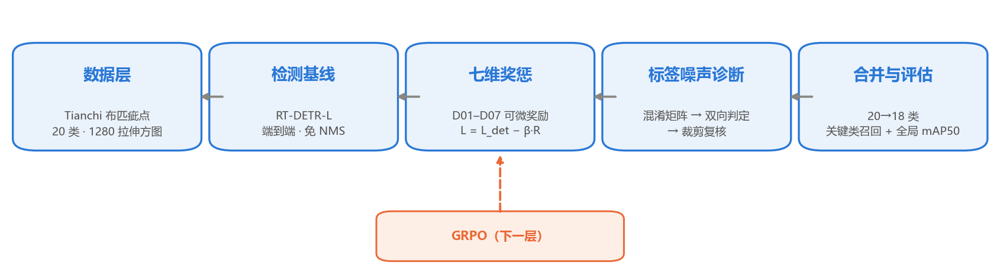 数据层
Tianchi 布匹疵点
20 类 · 1280 拉伸方图
检测基线
RT-DETR-L
端到端 · 免 NMS
七维奖惩
D01–D07 可微奖励
L = L_det − β·R
标签噪声诊断
混淆矩阵 → 双向判定
→ 裁剪复核
合并与评估
20→18 类
关键类召回 + 全局 mAP50
GRPO（下一层）